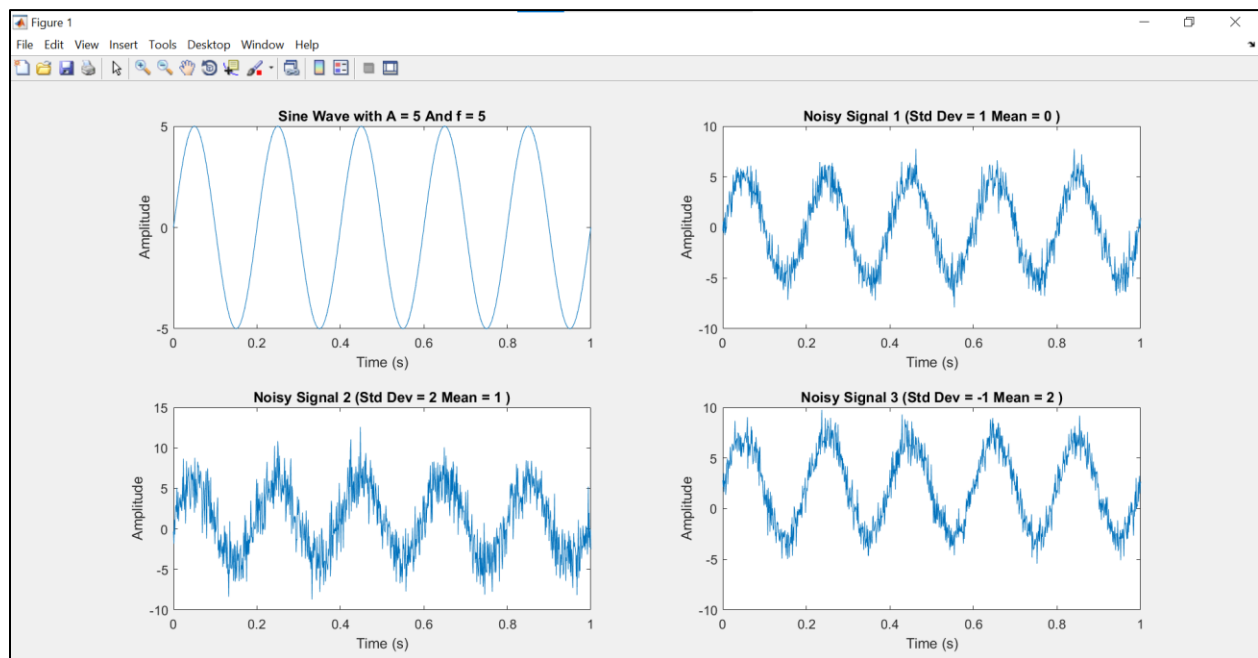 Figure 1
File Edit View Insert Tools Desktop Window Help
Sine Wave with A = 5 And f = 5
5
0
-5
Amplitude
0 0.2 0.4 0.6 0.8 1
Time (s)
Noisy Signal 1 (Std Dev = 1 Mean = 0 )
10
5
0
-5
-10
Amplitude
0 0.2 0.4 0.6 0.8 1
Time (s)
Noisy Signal 2 (Std Dev = 2 Mean = 1 )
15
10
5
0
-5
-10
Amplitude
0 0.2 0.4 0.6 0.8 1
Time (s)
Noisy Signal 3 (Std Dev = -1 Mean = 2 )
10
5
0
-5
-10
Amplitude
0 0.2 0.4 0.6 0.8 1
Time (s)